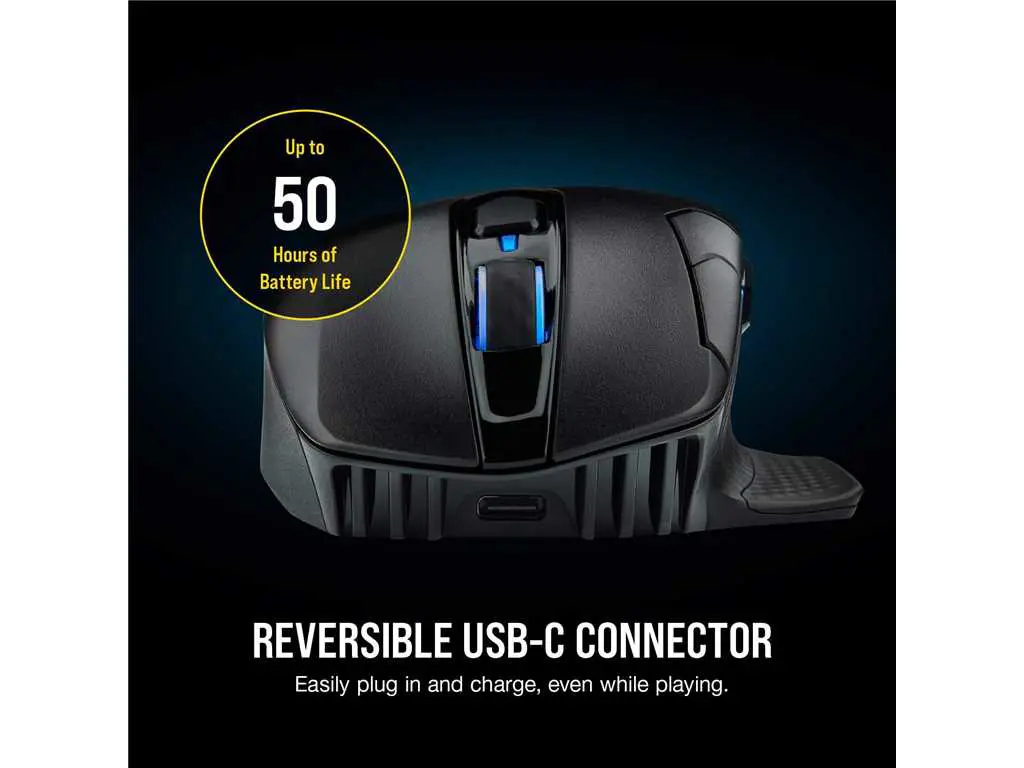 Up to
50
Hours of
Battery Life
REVERSIBLE USB-C CONNECTOR
Easily plug in and charge, even while playing.